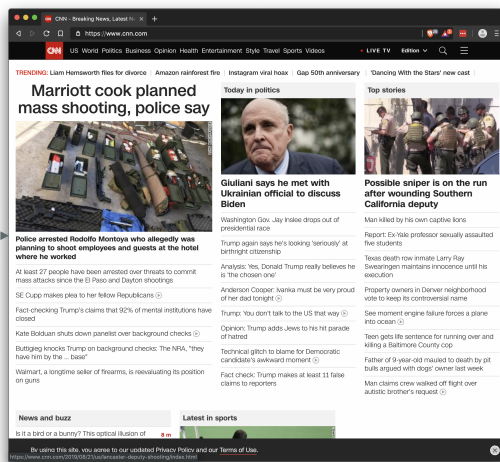 CNN - Breaking News, Latest N
https://www.cnn.com
CNN
US World Politics Business Opinion Health Entertainment Style Travel Sports Videos
LIVE TV
Edition
TRENDING: Liam Hemsworth files for divorce
Amazon rainforest fire
Instagram viral hoax
Gap 50th anniversary
'Dancing With the Stars' new cast
Marriott cook planned
mass shooting, police say
Police arrested Rodolfo Montoya who allegedly was
planning to shoot employees and guests at the hotel
where he worked
At least 27 people have been arrested over threats to commit
mass attacks since the El Paso and Dayton shootings
SE Cupp makes plea to her fellow Republicans
Fact-checking Trump's claims that 92% of mental institutions have
closed
Kate Bolduan shuts down panelist over background checks
Buttigieg knocks Trump on background checks: The NRA, "they
have him by the ... base"
Walmart, a longtime seller of firearms, is reevaluating its position
on guns
Today in politics
Giuliani says he met with
Ukrainian official to discuss
Biden
Washington Gov. Jay Inslee drops out of
presidential race
Trump again says he's looking 'seriously' at
birthright citizenship
Analysis: Yes, Donald Trump really believes he
is 'the chosen one'
Anderson Cooper: Ivanka must be very proud
of her dad tonight
Trump: You don't talk to the US that way
Opinion: Trump adds Jews to his hit parade
of hatred
Technical glitch to blame for Democratic
candidate's awkward moment
Fact check: Trump makes at least 11 false
claims to reporters
Top stories
Possible sniper is on the run
after wounding Southern
California deputy
Man killed by his own captive lions
Report: Ex-Yale professor sexually assaulted
five students
Texas death row inmate Larry Ray
Swearingen maintains innocence until his
execution
Property owners in Denver neighborhood
vote to keep its controversial name
See moment engine failure forces a plane
into ocean
Teen gets life sentence for running over and
killing a Baltimore County cop
Father of 9-year-old mauled to death by pit
bulls argued with dogs' owner last week
Man claims crew walked off flight over
autistic brother's request
News and buzz
Is it a bird or a bunny? This optical illusion of
8 m
Latest in sports
By using this site, you agree to our updated Privacy Policy and our Terms of Use.
https://www.cnn.com/2019/08/21/us/lancaster-deputy-shooting/index.html